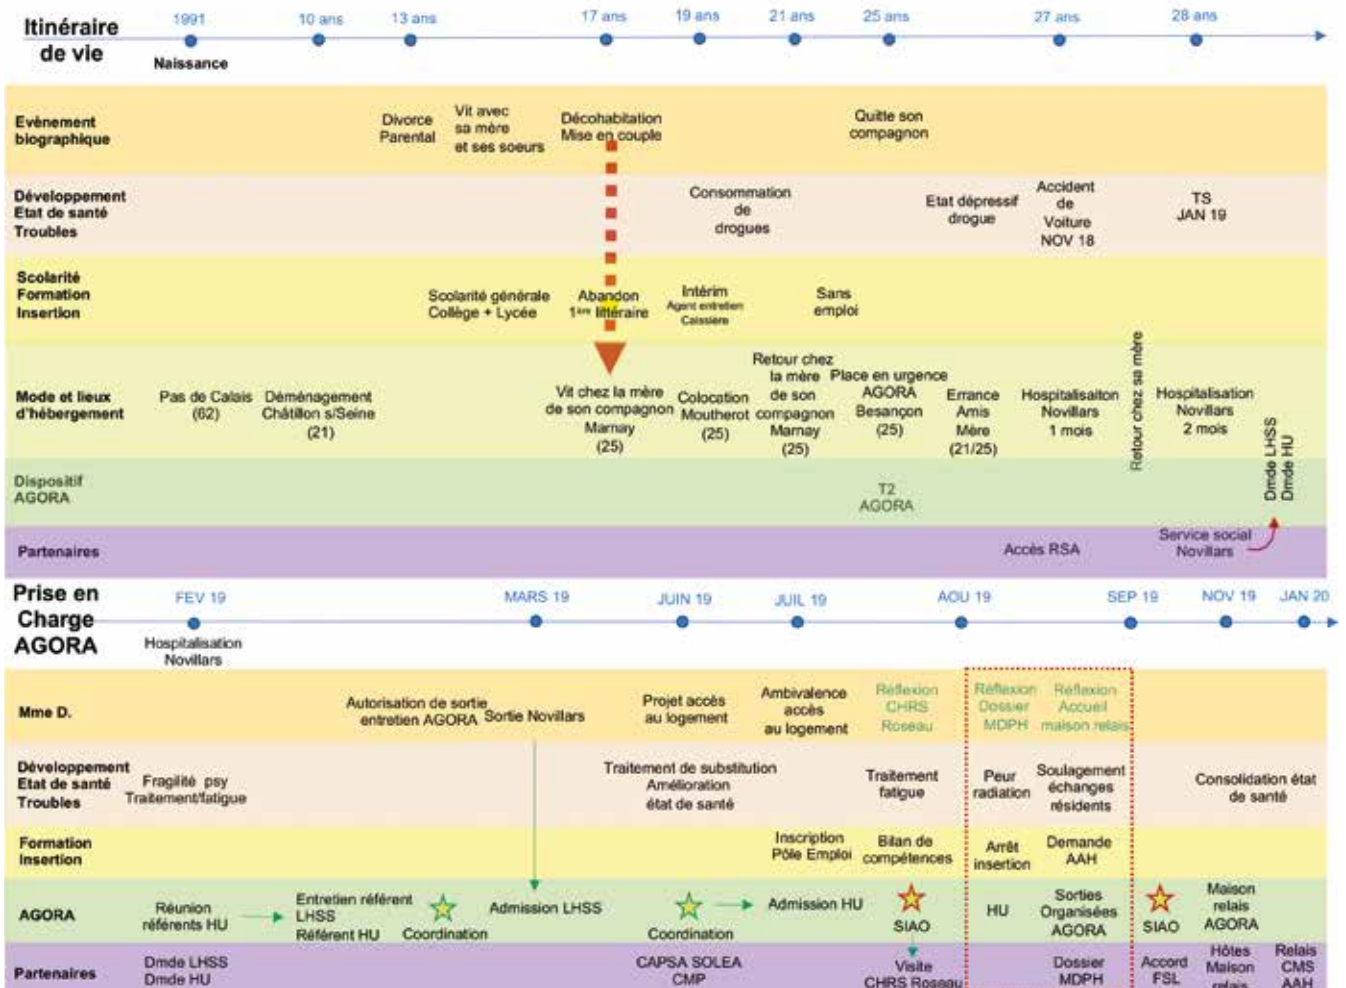 Itinéraire
de vie
1991
10 ans
13 ans
17 ans
19 ans
21 ans
25 ans
27 ans
28 ans
Naissance
Evènement
biographique
Divorce
Parental
Vit avec
sa mère
et ses soeurs
Décohabitation
Mise en couple
Quitte son
compagnon
Développement
Etat de santé
Troubles
Consommation
de
drogues
Etat dépressif
drogue
Accident
de
Voiture
NOV 18
TS
JAN 19
Scolarité
Formation
Insertion
Scolarité générale
Collège + Lycée
Abandon
1ère littéraire
Intérim
Agent entretien
Caissière
Sans
emploi
Mode et lieux
d'hébergement
Pas de Calais
(62)
Déménagement
Châtillon s/Seine
(21)
Vit chez la mère
de son compagnon
Marnay
(25)
Colocation
Moutherot
(25)
Retour chez
la mère
de son
compagnon
Marnay
(25)
Place en urgence
AGORA
Besançon
(25)
Errance
Amis
Mère
(21/25)
Hospitalisaiton
Novillars
1 mois
Retour chez sa mère
Hospitalisation
Novillars
2 mois
Dmde LHSS
Dmde HU
Dispositif
AGORA
T2
AGORA
Partenaires
Accès RSA
Service social
Novillars
Prise en
Charge
AGORA
FEV 19
MARS 19
JUIN 19
JUIL 19
AOU 19
SEP 19
NOV 19
JAN 20
Hospitalisation
Novillars
Mme D.
Autorisation de sortie
entretien AGORA
Sortie Novillars
Projet accès
au logement
Ambivalence
accès
au logement
Réflexion
CHRS
Roseau
Réflexion
Dossier
MDPH
Réflexion
Accueil
maison relais
Développement
Etat de santé
Troubles
Fragilité psy
Traitement/fatigue
Traitement de substitution
Amélioration
état de santé
Traitement
fatigue
Peur
radiation
Soulagement
échanges
résidents
Consolidation état
de santé
Formation
Insertion
Inscription
Pôle Emploi
Bilan de
compétences
Arrêt
insertion
Demande
AAH
AGORA
Réunion
référents HU
Entretien référent
LHSS
Référent HU
Coordination
Admission LHSS
Coordination
Admission HU
SIAO
HU
Sorties
Organisées
AGORA
SIAO
Maison
relais
AGORA
Partenaires
Dmde LHSS
Dmde HU
CAPSA SOLEA
CMP
Visite
CHRS Roseau
Dossier
MDPH
Accord
FSL
Hôtes
Maison
relais
Relais
CMS
AAH